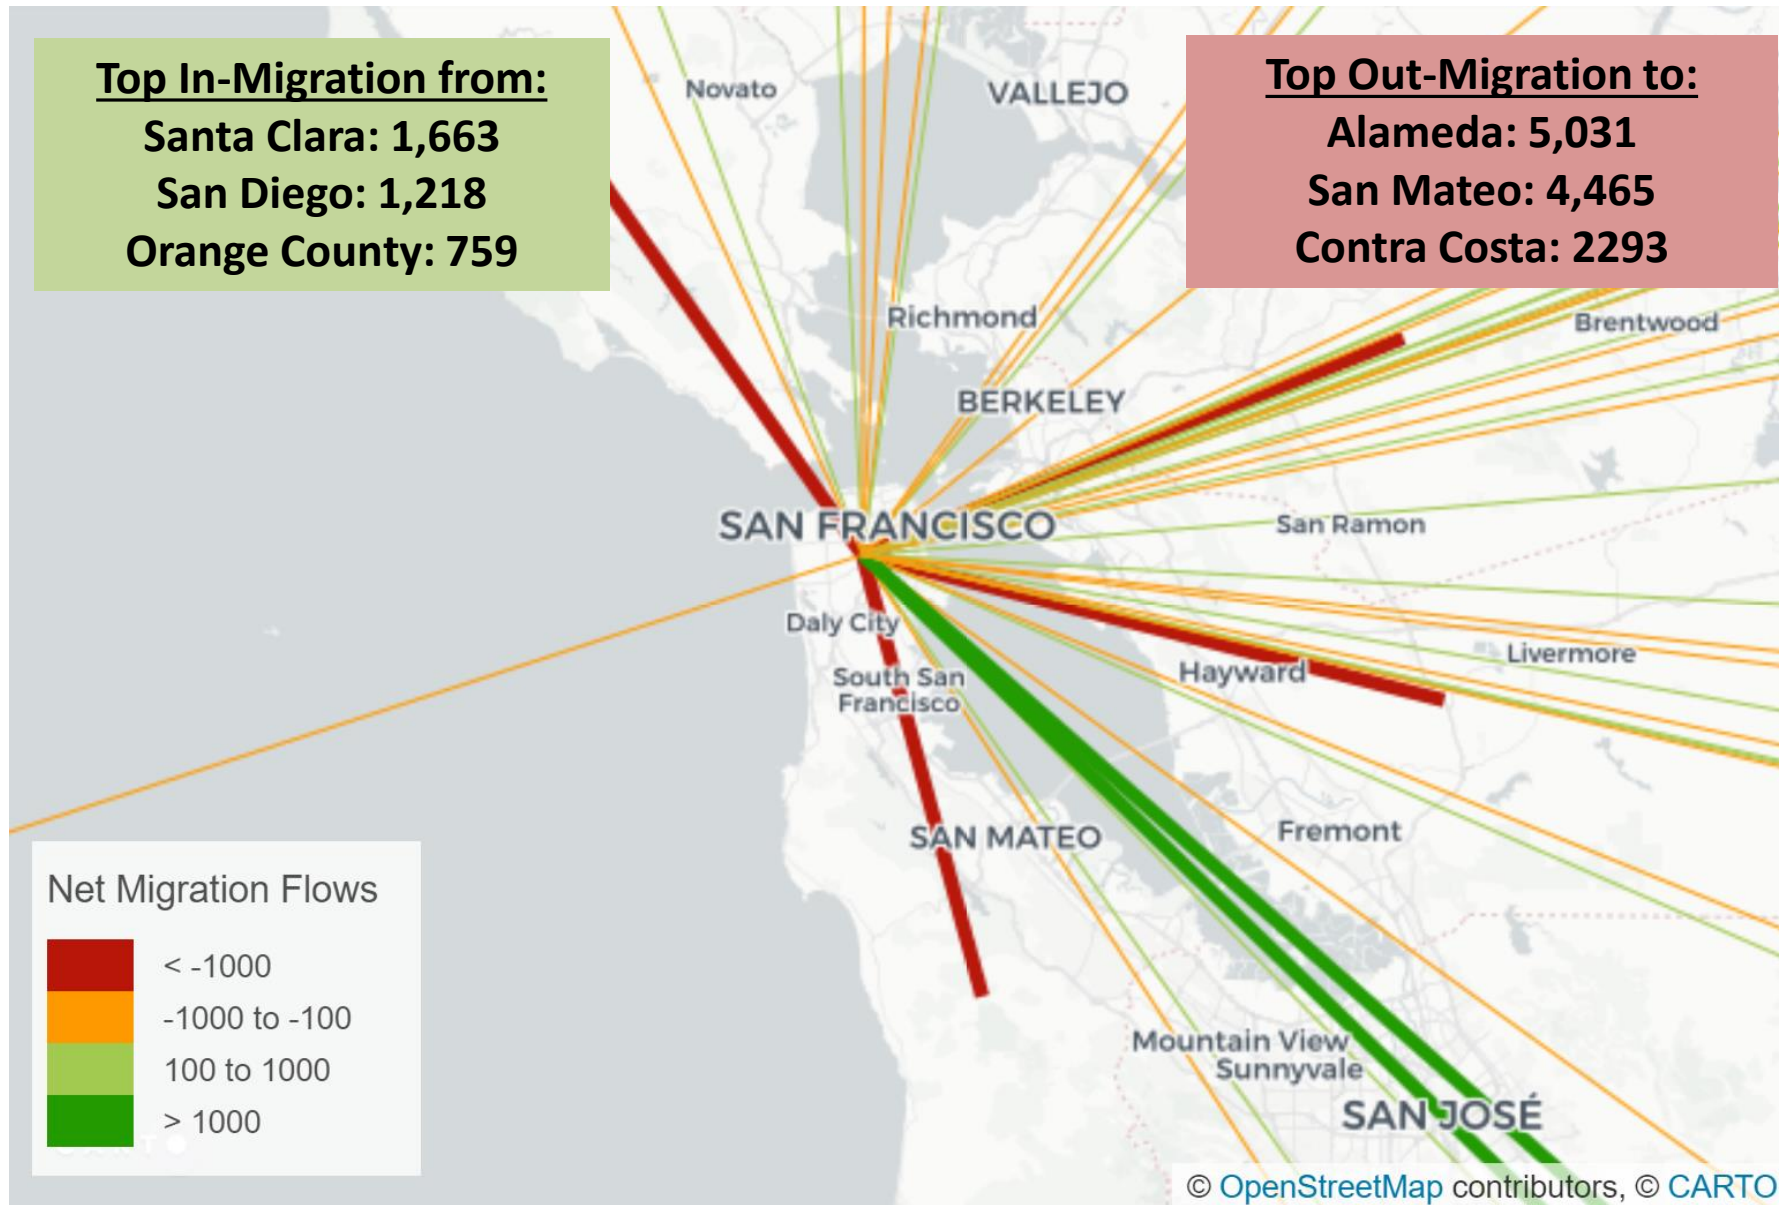 Top In-Migration from:
Santa Clara: 1,663
San Diego: 1,218
Orange County: 759
Top Out-Migration to:
Alameda: 5,031
San Mateo: 4,465
Contra Costa: 2293
Novato
VALLEJO
Richmond
Brentwood
BERKELEY
SAN FRANCISCO
San Ramon
Daly City
Livermore
Hayward
South San
Francisco
SAN MATEO
Fremont
Mountain View
Sunnyvale
SAN JOSÉ
Net Migration Flows
< -1000
-1000 to -100
100 to 1000
> 1000
© OpenStreetMap contributors, © CARTO